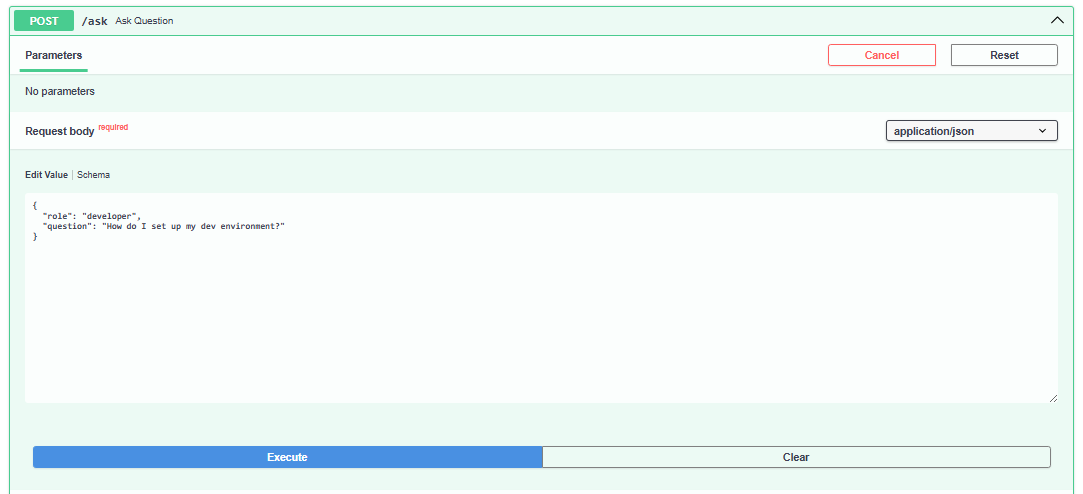 POST /ask Ask Question
Parameters
Cancel
Reset
No parameters
Request body required
application/json
Edit Value | Schema
{
  "role": "developer",
  "question": "How do I set up my dev environment?"
}
Execute
Clear